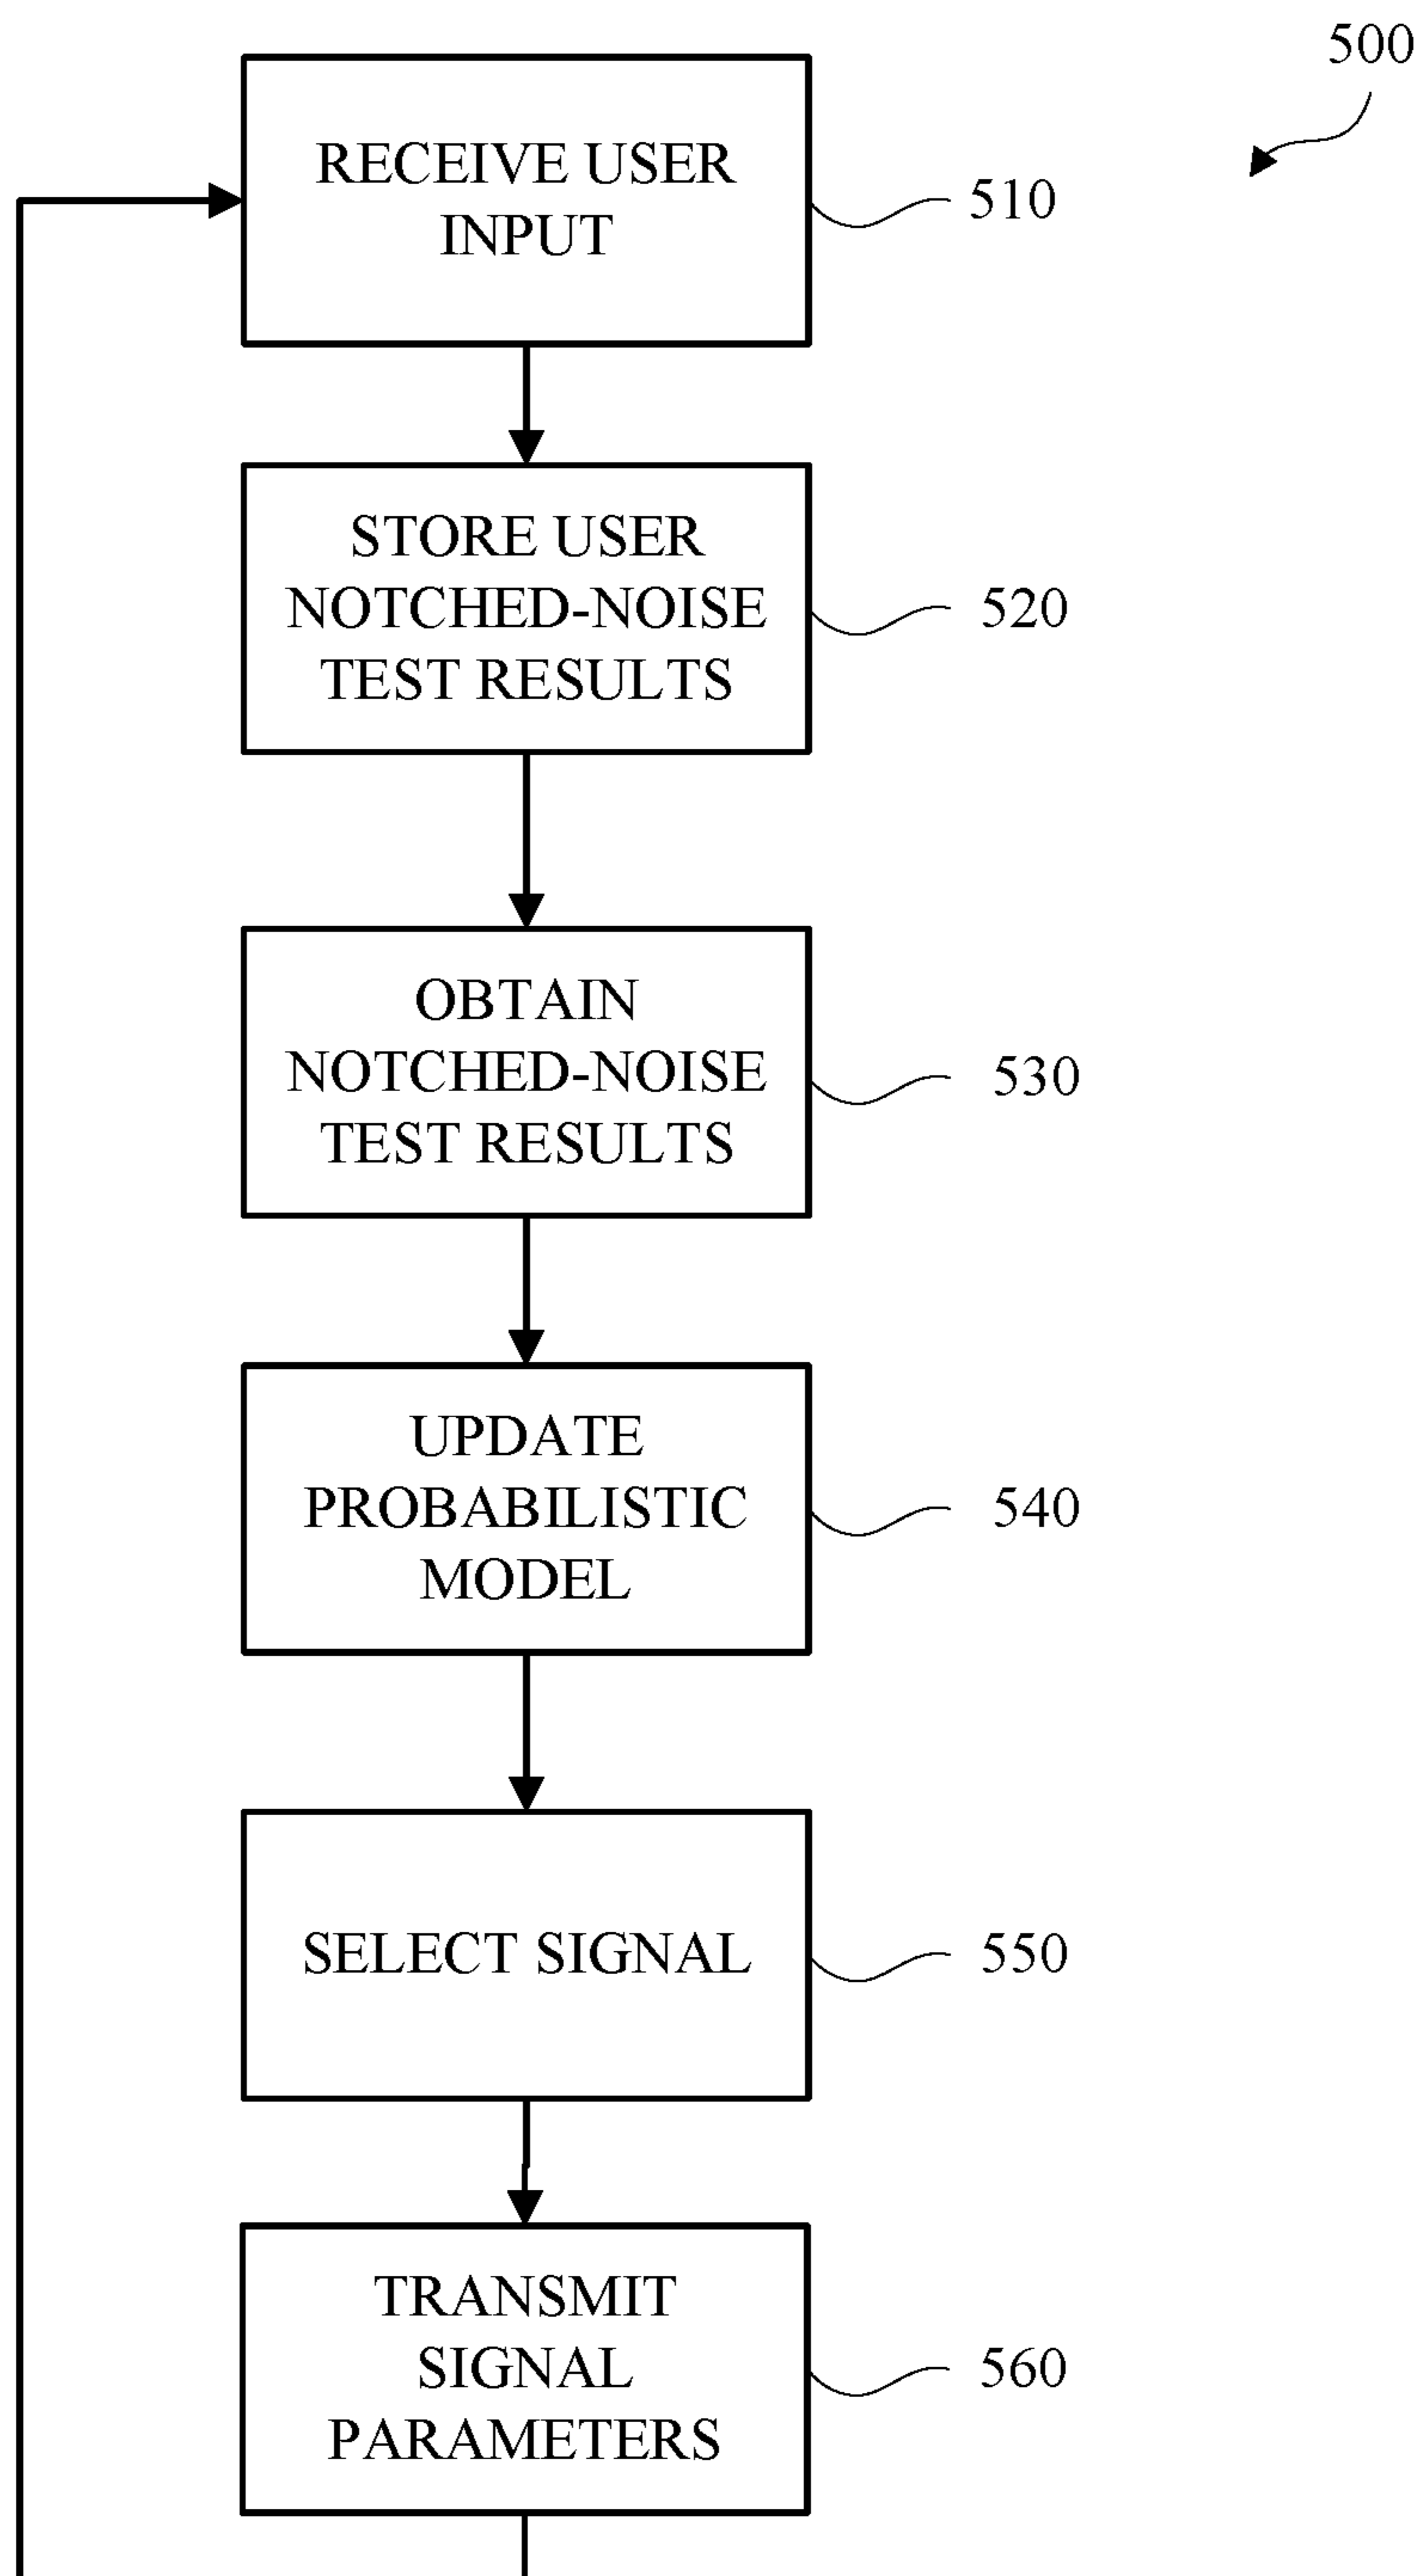 500
RECEIVE USER
INPUT
510
STORE USER
NOTCHED-NOISE
TEST RESULTS
520
OBTAIN
NOTCHED-NOISE
TEST RESULTS
530
UPDATE
PROBABILISTIC
MODEL
540
SELECT SIGNAL
550
TRANSMIT
SIGNAL
PARAMETERS
560